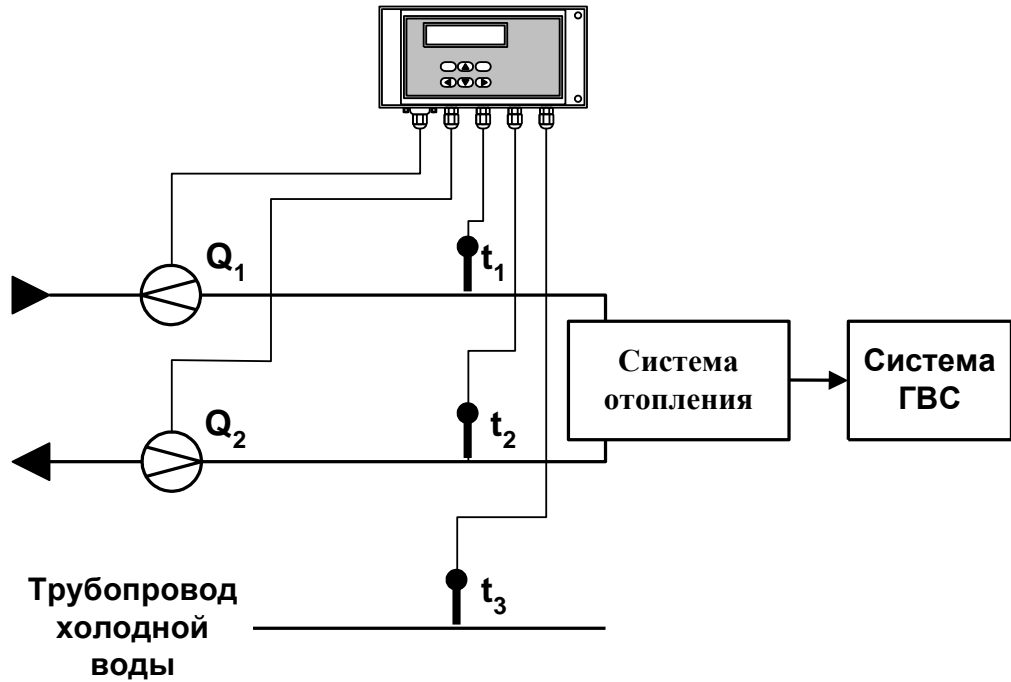 Q1
t1
Система
отопления
Система
ГВС
Q2
t2
Трубопровод
холодной
воды
t3